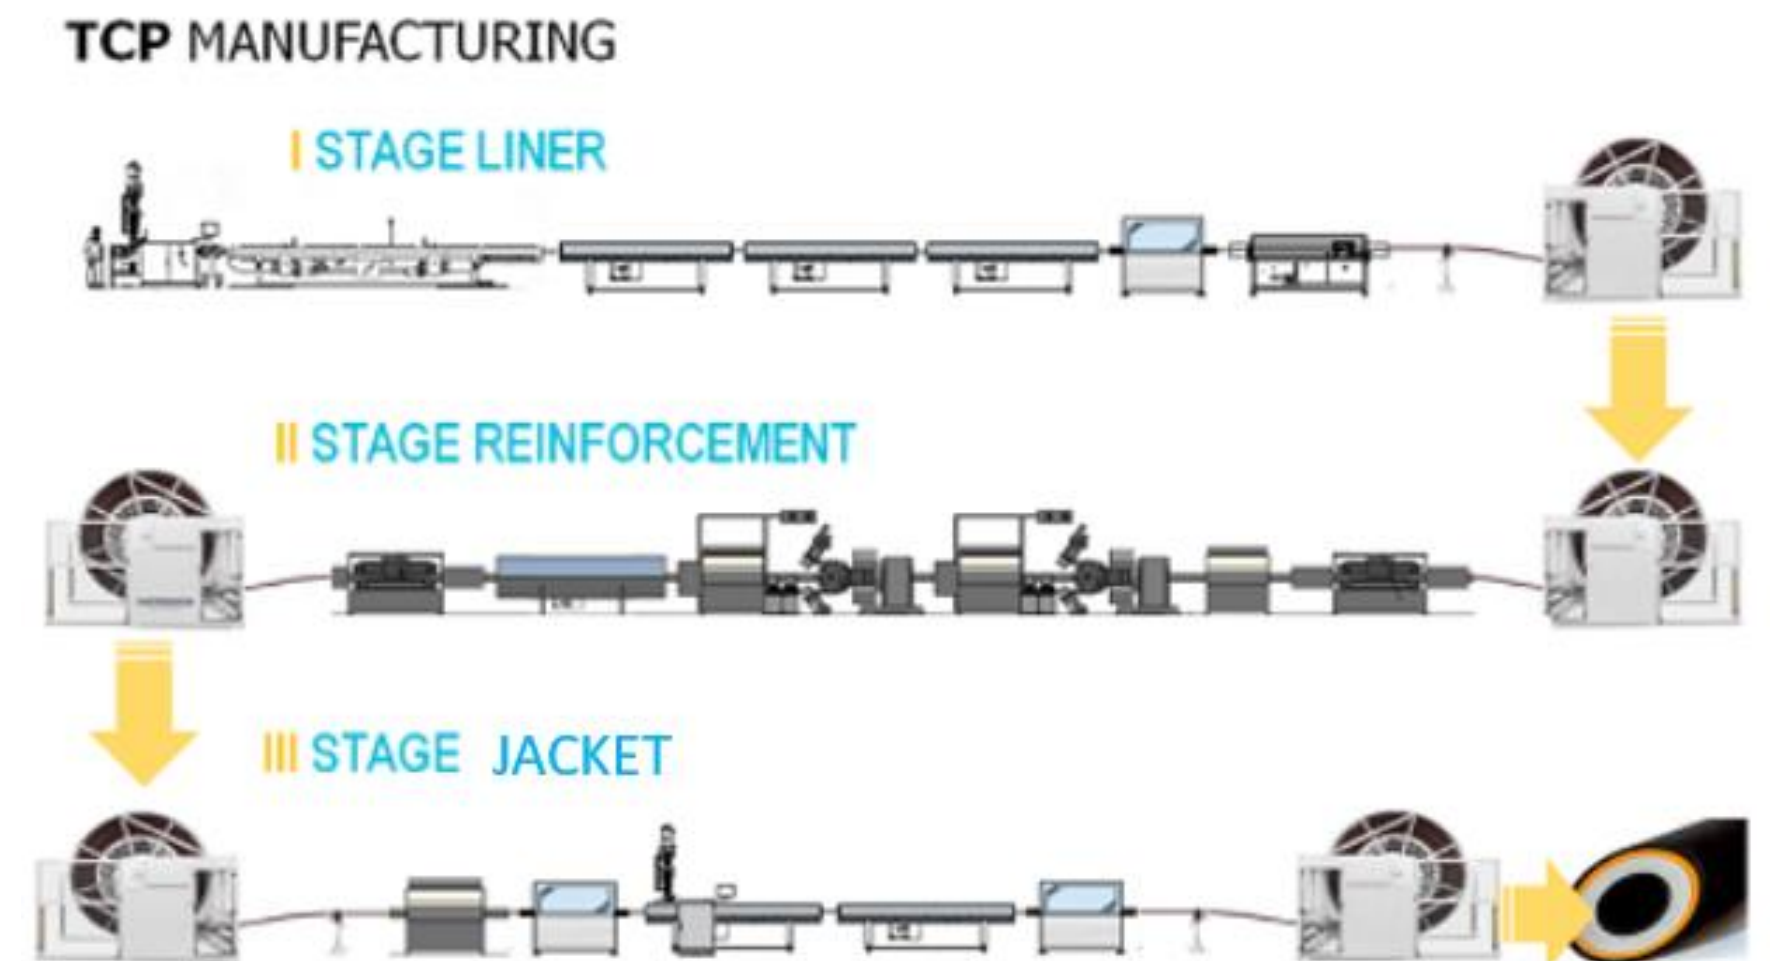 TCP MANUFACTURING
I STAGE LINER
II STAGE REINFORCEMENT
III STAGE JACKET